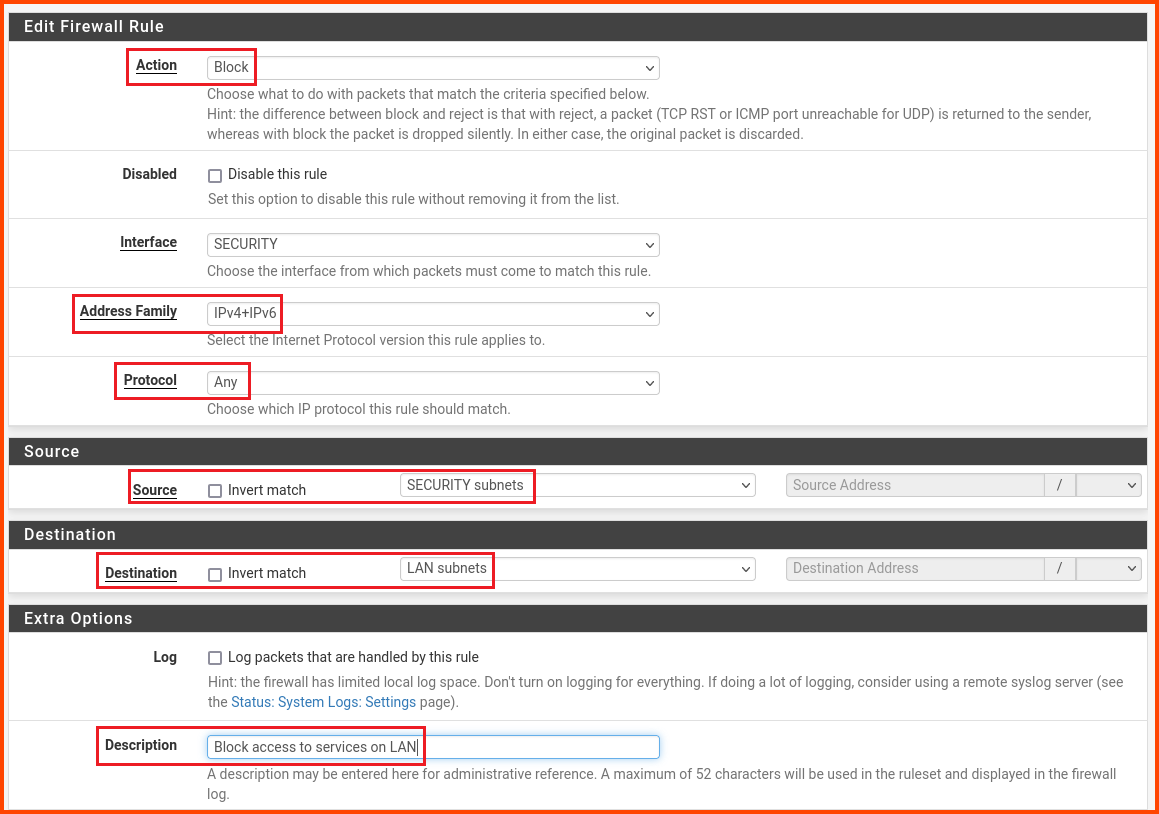 Edit Firewall Rule
Action
Block
Choose what to do with packets that match the criteria specified below.
Hint: the difference between block and reject is that with reject, a packet (TCP RST or ICMP port unreachable for UDP) is returned to the sender,
whereas with block the packet is dropped silently. In either case, the original packet is discarded.
Disabled
Disable this rule
Set this option to disable this rule without removing it from the list.
Interface
SECURITY
Choose the interface from which packets must come to match this rule.
Address Family
IPv4+IPv6
Select the Internet Protocol version this rule applies to.
Protocol
Any
Choose which IP protocol this rule should match.
Source
Source
Invert match
SECURITY subnets
Source Address
/
Destination
Destination
Invert match
LAN subnets
Destination Address
/
Extra Options
Log
Log packets that are handled by this rule
Hint: the firewall has limited local log space. Don't turn on logging for everything. If doing a lot of logging, consider using a remote syslog server (see
the Status: System Logs: Settings page).
Description
Block access to services on LAN
A description may be entered here for administrative reference. A maximum of 52 characters will be used in the ruleset and displayed in the firewall
log.